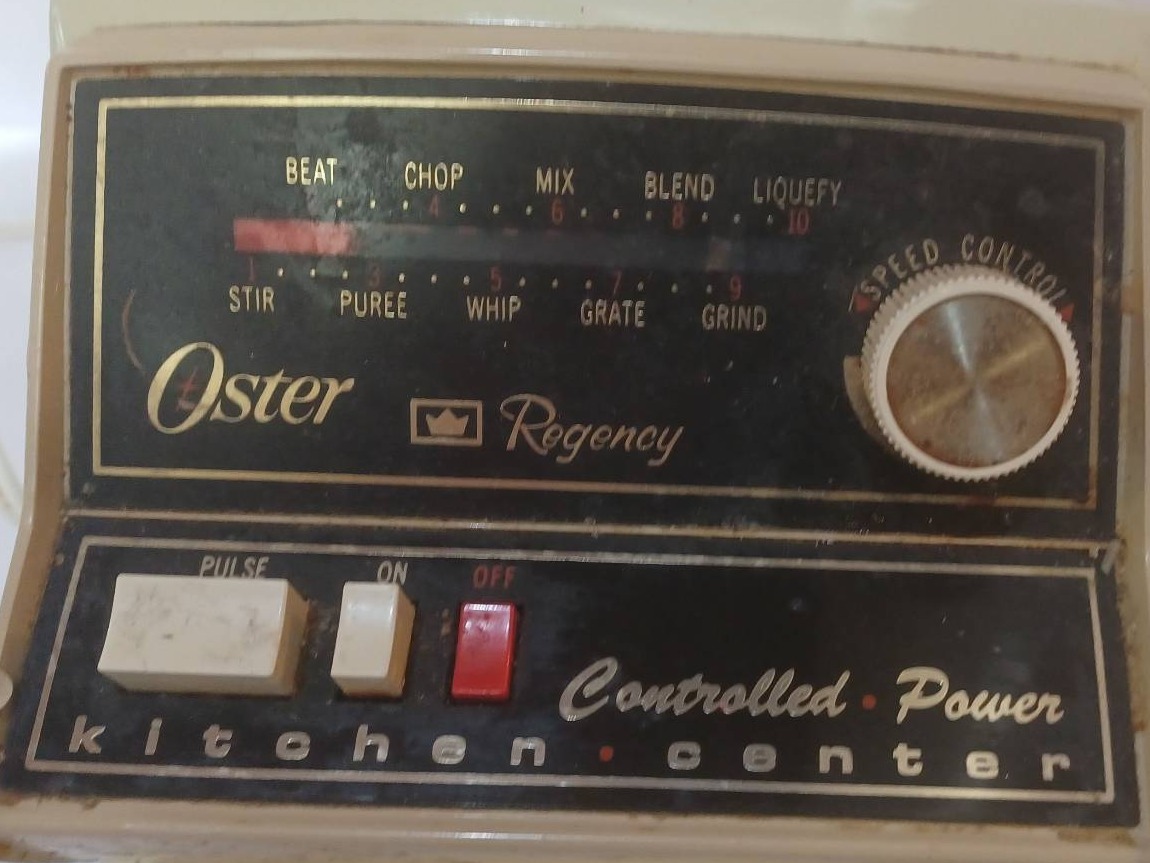 BEAT CHOP MIX BLEND LIQUEFY
4 6 8 10
1 3 5 7 9
STIR PUREE WHIP GRATE GRIND
SPEED CONTROL
Oster Regency
PULSE ON OFF
Controlled · Power
kitchen · center